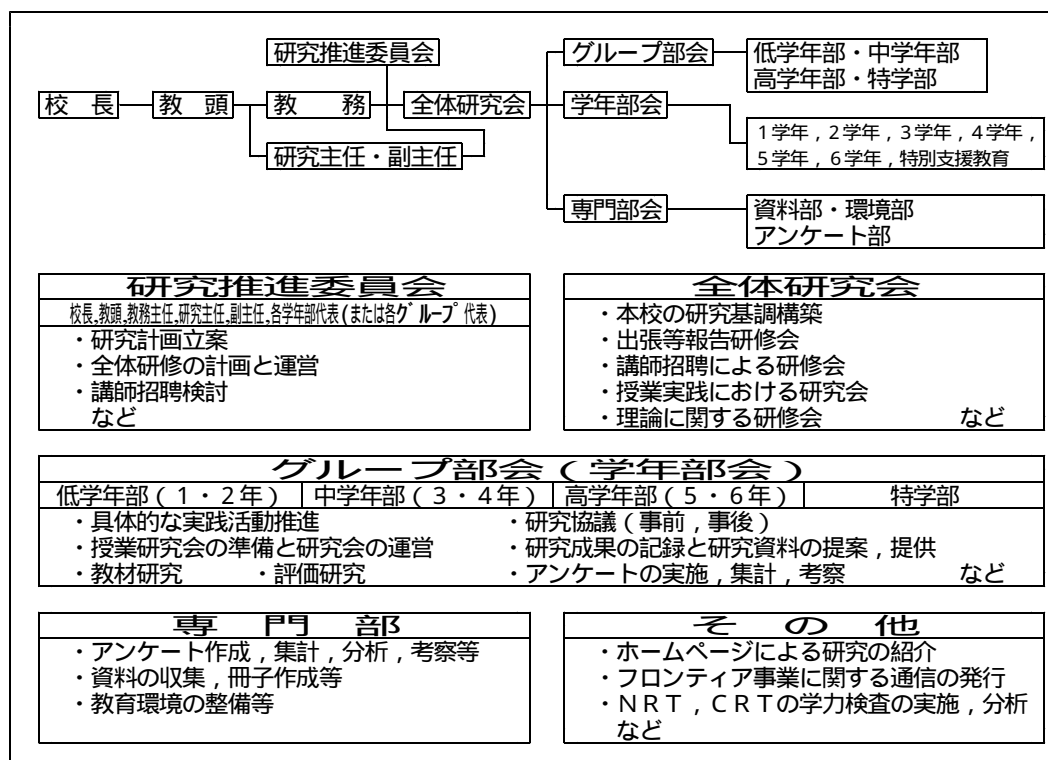 研究推進委員会
グループ部会
低学年部・中学年部
高学年部・特学部
校　長
教　頭
教　　務
全体研究会
学年部会
1学年，2学年，3学年，4学年，
5学年，6学年，特別支援教育
研究主任・副主任
専門部会
資料部・環境部
アンケート部
研究推進委員会
校長,教頭,教務主任,研究主任,副主任,各学年部代表(または各グループ代表)
・研究計画立案
・全体研修の計画と運営
・講師招聘検討
など
全体研究会
・本校の研究基調構築
・出張等報告研修会
・講師招聘による研修会
・授業実践における研究会
・理論に関する研修会　　　　　など
グループ部会（学年部会）
低学年部（1・2年）　中学年部（3・4年）　高学年部（5・6年）　特学部
・具体的な実践活動推進　　　・研究協議（事前，事後）
・授業研究会の準備と研究会の運営　　　・研究成果の記録と研究資料の提案，提供
・教材研究　　・評価研究　　　・アンケートの実施，集計，考察　　　など
専　門　部
・アンケート作成，集計，分析，考察等
・資料の収集，冊子作成等
・教育環境の整備等
そ　の　他
・ホームページによる研究の紹介
・フロンティア事業に関する通信の発行
・ＮＲＴ，ＣＲＴの学力検査の実施，分析
など